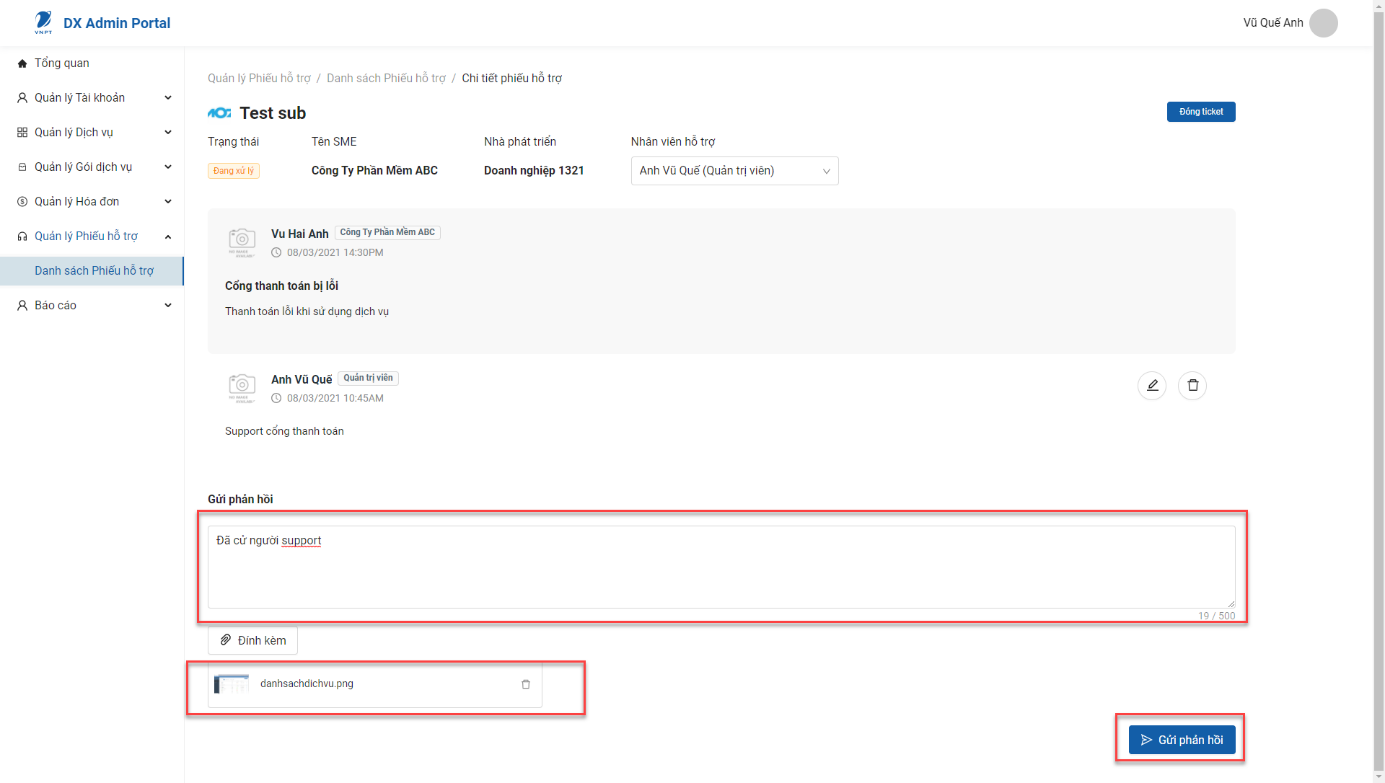 VNPT
DX Admin Portal
Vũ Quế Anh
Tổng quan
Quản lý Tài khoản
Quản lý Dịch vụ
Quản lý Gói dịch vụ
Quản lý Hóa đơn
Quản lý Phiếu hỗ trợ
Danh sách Phiếu hỗ trợ
Báo cáo
Quản lý Phiếu hỗ trợ / Danh sách Phiếu hỗ trợ / Chi tiết phiếu hỗ trợ
Test sub
Đóng ticket
Trạng thái Tên SME Nhà phát triển Nhân viên hỗ trợ
Đang xử lý Công Ty Phần Mềm ABC Doanh nghiệp 1321 Anh Vũ Quế (Quản trị viên)
Vu Hai Anh Công Ty Phần Mềm ABC
08/03/2021 14:30PM
Cổng thanh toán bị lỗi
Thanh toán lỗi khi sử dụng dịch vụ
Anh Vũ Quế Quản trị viên
08/03/2021 10:45AM
Support cổng thanh toán
Gửi phản hồi
Đã cử người support
19 / 500
Đính kèm
danhsachdichvu.png
Gửi phản hồi